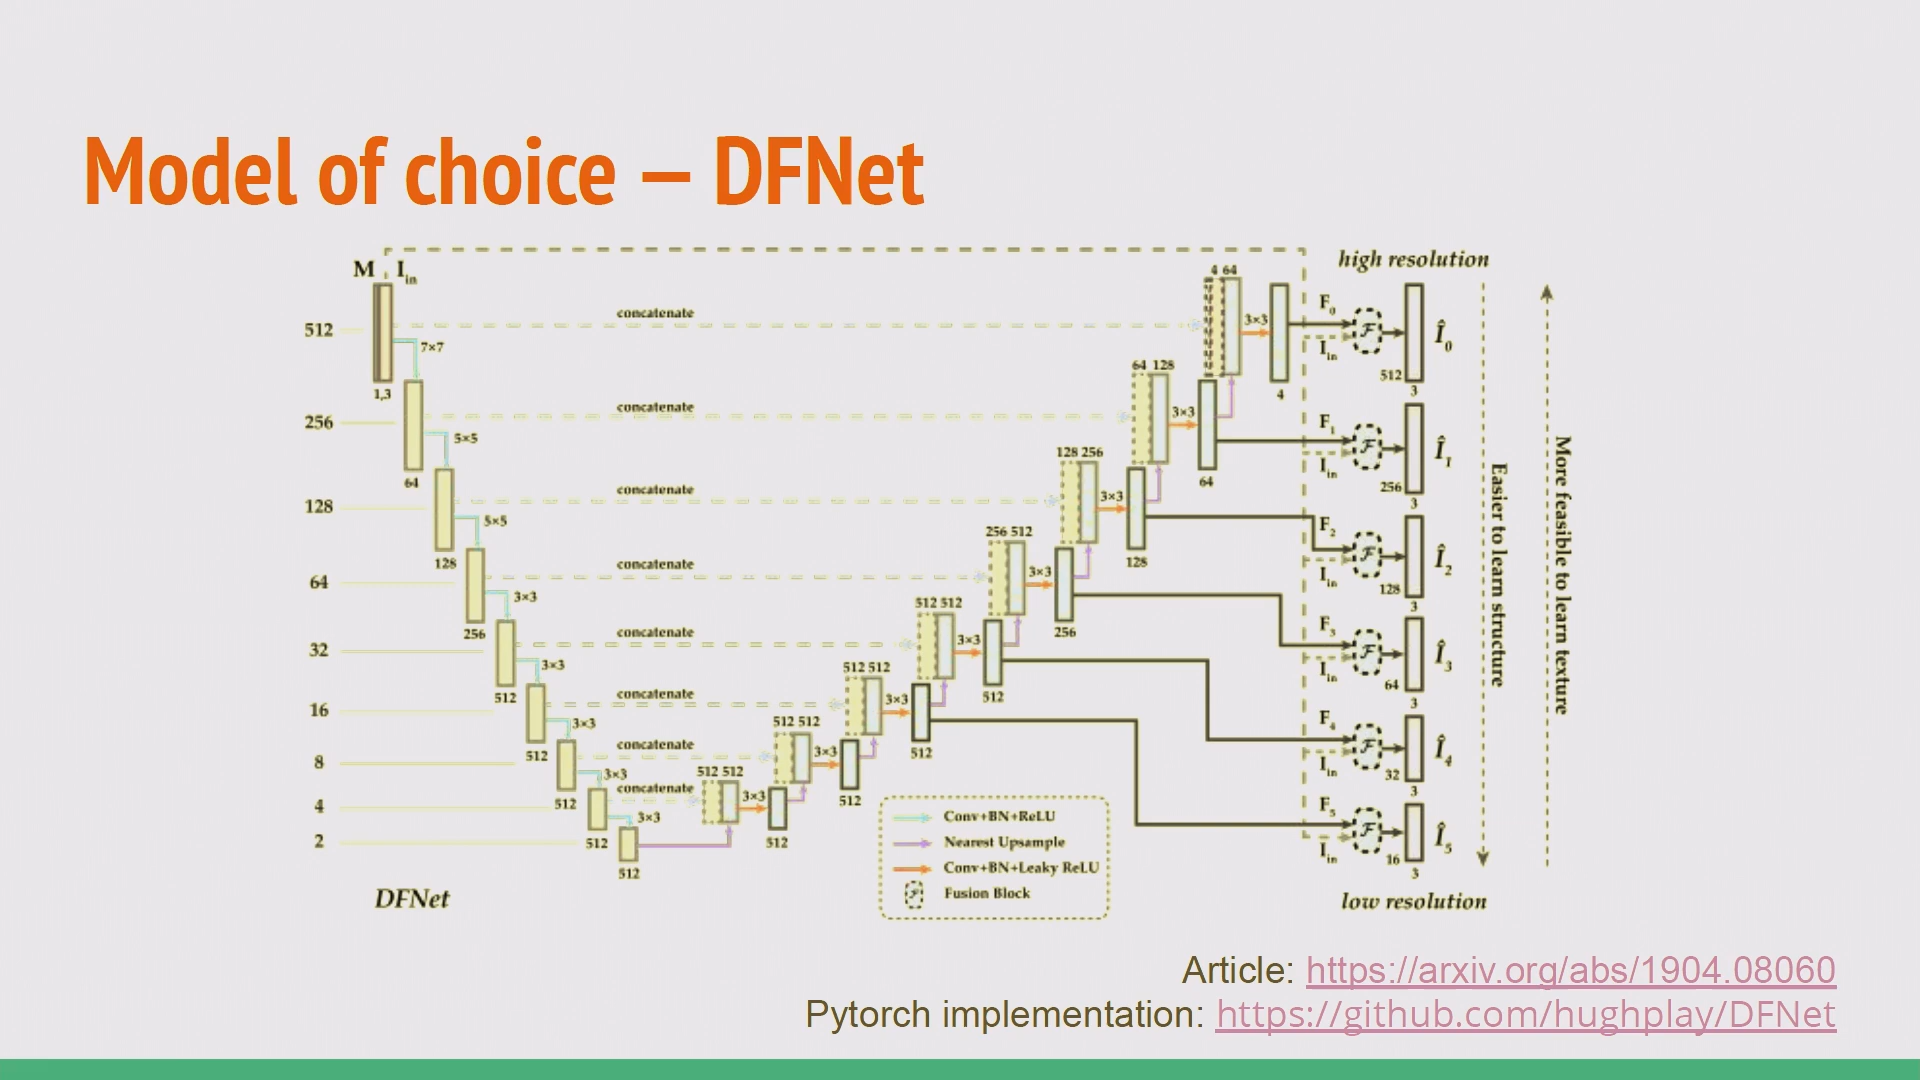 Model of choice — DFNet
M I_in
high resolution
4 64
F_0
512
concatenate
3×3
I_in
Î_0
7×7
512
1,3
4
3
64 128
256
concatenate
3×3
F_1
I_in
Î_1
5×5
64
64
256
3
128 256
128
concatenate
3×3
F_2
I_in
Î_2
5×5
128
128
128
3
256 512
64
concatenate
3×3
F_3
I_in
Î_3
3×3
256
256
64
3
512 512
32
concatenate
3×3
F_4
I_in
Î_4
3×3
512
512
32
3
512 512
16
concatenate
3×3
F_5
I_in
Î_5
3×3
512
512
16
3
512 512
8
concatenate
3×3
3×3
512
512
512 512
4
concatenate
3×3
3×3
512
512
2
512
F
F
F
F
F
F
Easier to learn structure
More feasible to learn texture
Conv+BN+ReLU
Nearest Upsample
Conv+BN+Leaky ReLU
F Fusion Block
DFNet
low resolution
Article: https://arxiv.org/abs/1904.08060
Pytorch implementation: https://github.com/hughplay/DFNet